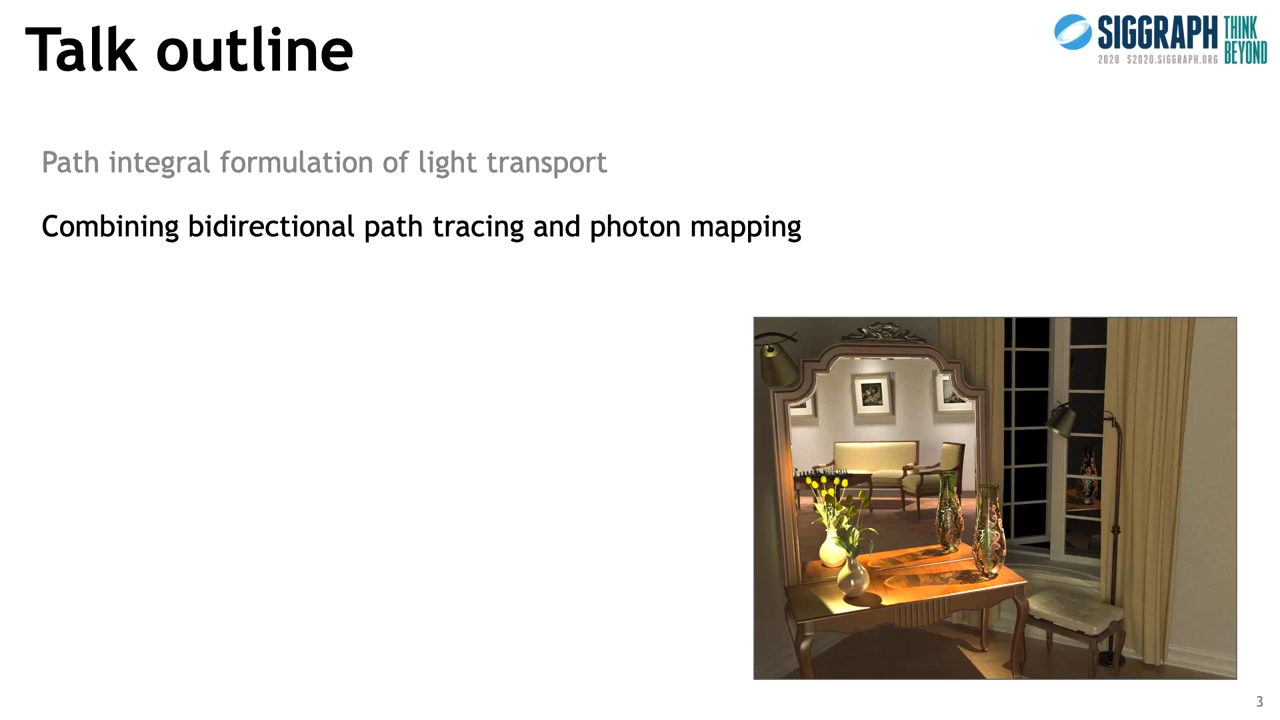 Talk outline
SIGGRAPH THINK BEYOND
2020 S2020.SIGGRAPH.ORG
Path integral formulation of light transport
Combining bidirectional path tracing and photon mapping
3